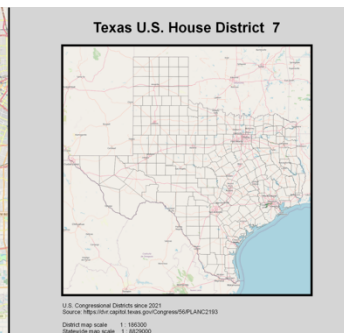 Texas U.S. House District 7
U.S. Congressional Districts since 2021
Source: https://dvr.capitol.texas.gov/Congress/56/PLANC2193
District map scale 1 : 186300
Statewide map scale 1 : 8829000